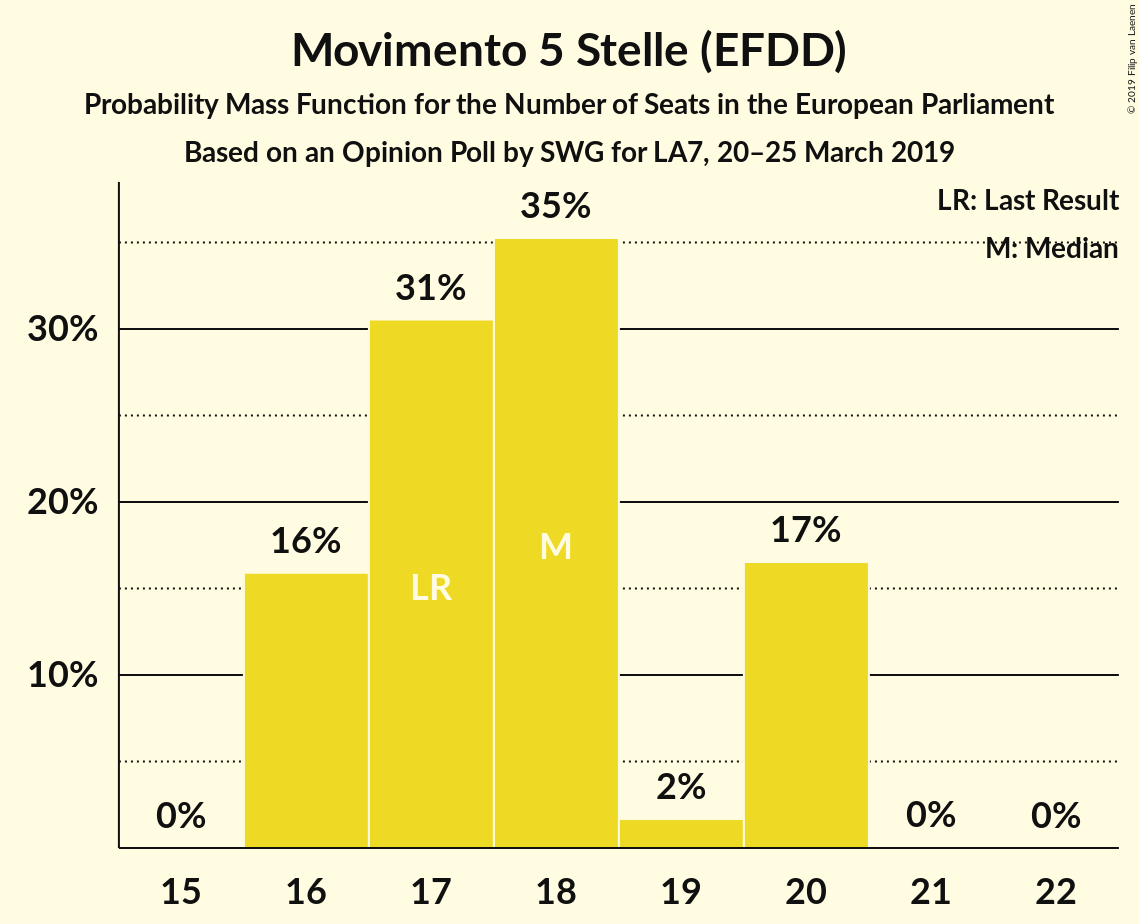 Movimento 5 Stelle (EFDD)
Probability Mass Function for the Number of Seats in the European Parliament
Based on an Opinion Poll by SWG for LA7, 20–25 March 2019
© 2019 Filip van Laenen
LR: Last Result
M: Median
35%
31%
30%
20%
17%
16%
M
LR
10%
2%
0%
0%
0%
15 16 17 18 19 20 21 22